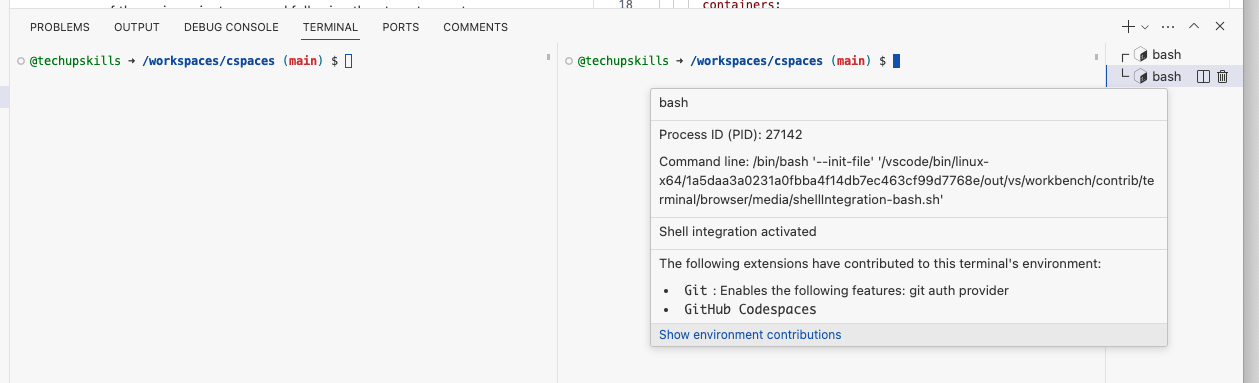 18
containers:
PROBLEMS OUTPUT DEBUG CONSOLE TERMINAL PORTS COMMENTS
@techupskills → /workspaces/cspaces (main) $
@techupskills → /workspaces/cspaces (main) $
bash
bash
bash
Process ID (PID): 27142
Command line: /bin/bash '--init-file' '/vscode/bin/linux-
x64/1a5daa3a0231a0fbba4f14db7ec463cf99d7768e/out/vs/workbench/contrib/te
rminal/browser/media/shellIntegration-bash.sh'
Shell integration activated
The following extensions have contributed to this terminal's environment:
• Git : Enables the following features: git auth provider
• GitHub Codespaces
Show environment contributions